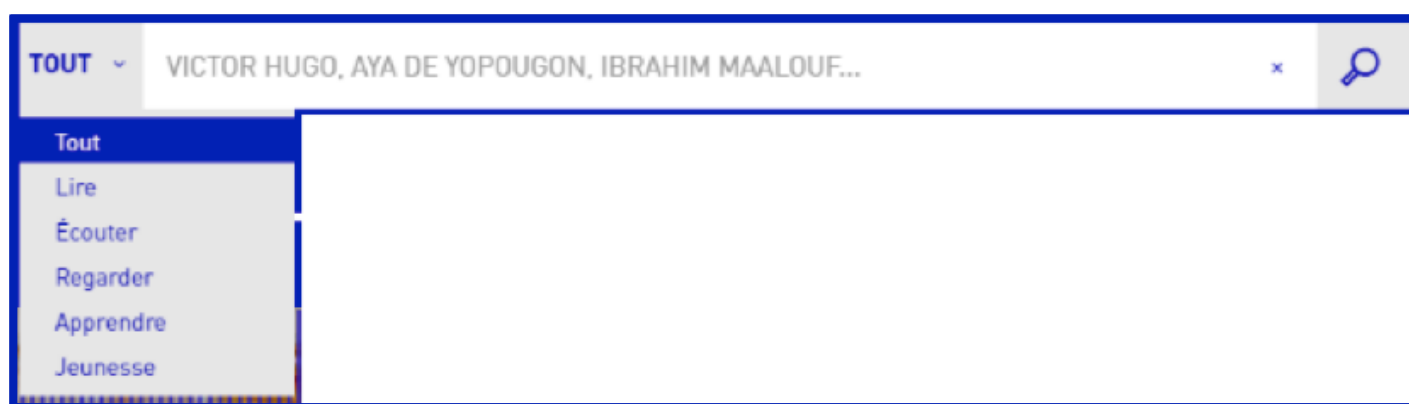 TOUT
VICTOR HUGO, AYA DE YOPOUGON, IBRAHIM MAALOUF...
Tout
Lire
Écouter
Regarder
Apprendre
Jeunesse